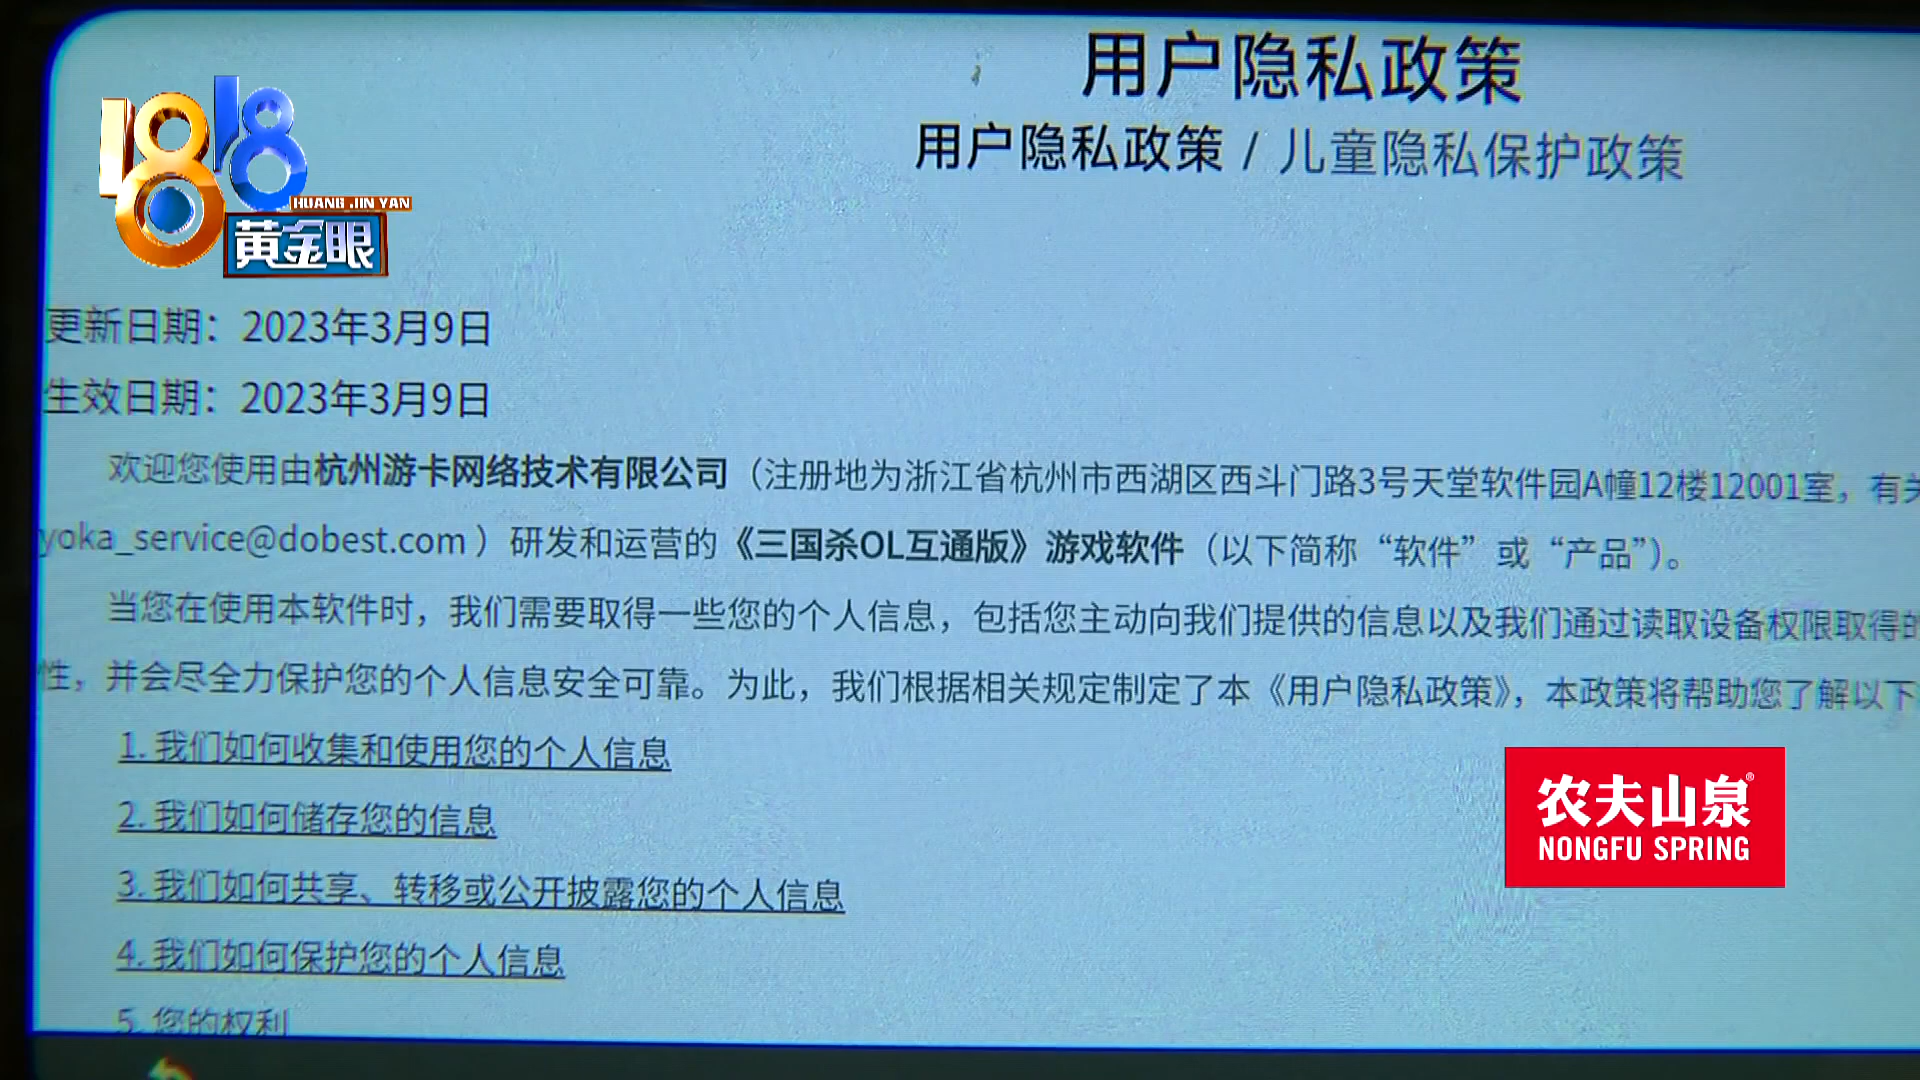 用户隐私政策
用户隐私政策 / 儿童隐私保护政策
1818
HUANG JIN YAN
黄金眼
更新日期：2023年3月9日
生效日期：2023年3月9日
欢迎您使用由杭州游卡网络技术有限公司（注册地为浙江省杭州市西湖区西斗门路3号天堂软件园A幢12楼12001室，有关
yoka_service@dobest.com ）研发和运营的《三国杀OL互通版》游戏软件（以下简称“软件”或“产品”）。
当您在使用本软件时，我们需要取得一些您的个人信息，包括您主动向我们提供的信息以及我们通过读取设备权限取得的
性，并会尽全力保护您的个人信息安全可靠。为此，我们根据相关规定制定了本《用户隐私政策》，本政策将帮助您了解以下
1. 我们如何收集和使用您的个人信息
2. 我们如何储存您的信息
3. 我们如何共享、转移或公开披露您的个人信息
4. 我们如何保护您的个人信息
5. 您的权利
农夫山泉®
NONGFU SPRING